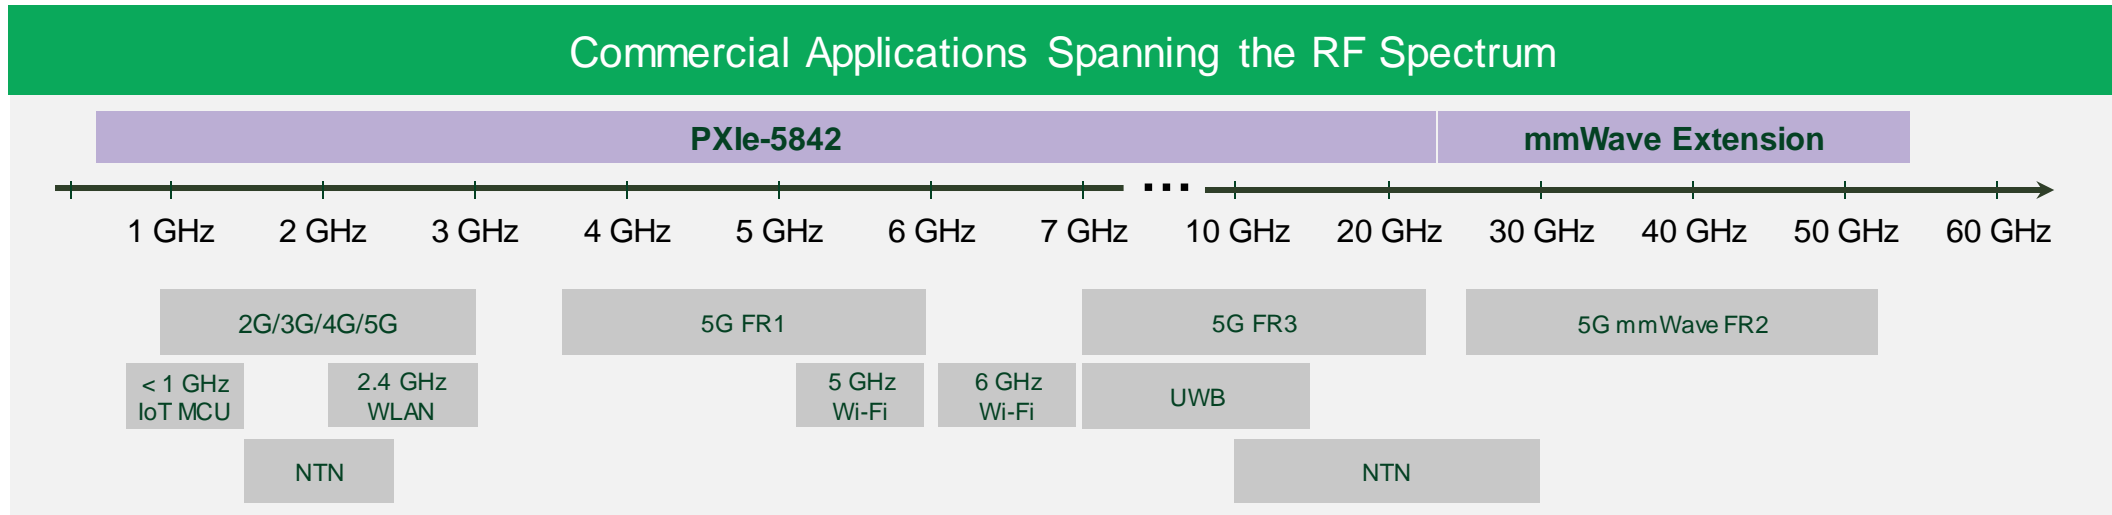 Commercial Applications Spanning the RF Spectrum
PXIe-5842
mmWave Extension
...
1 GHz
2 GHz
3 GHz
4 GHz
5 GHz
6 GHz
7 GHz
10 GHz
20 GHz
30 GHz
40 GHz
50 GHz
60 GHz
2G/3G/4G/5G
5G FR1
5G FR3
5G mmWave FR2
< 1 GHz
IoT MCU
2.4 GHz
WLAN
5 GHz
Wi-Fi
6 GHz
Wi-Fi
UWB
NTN
NTN